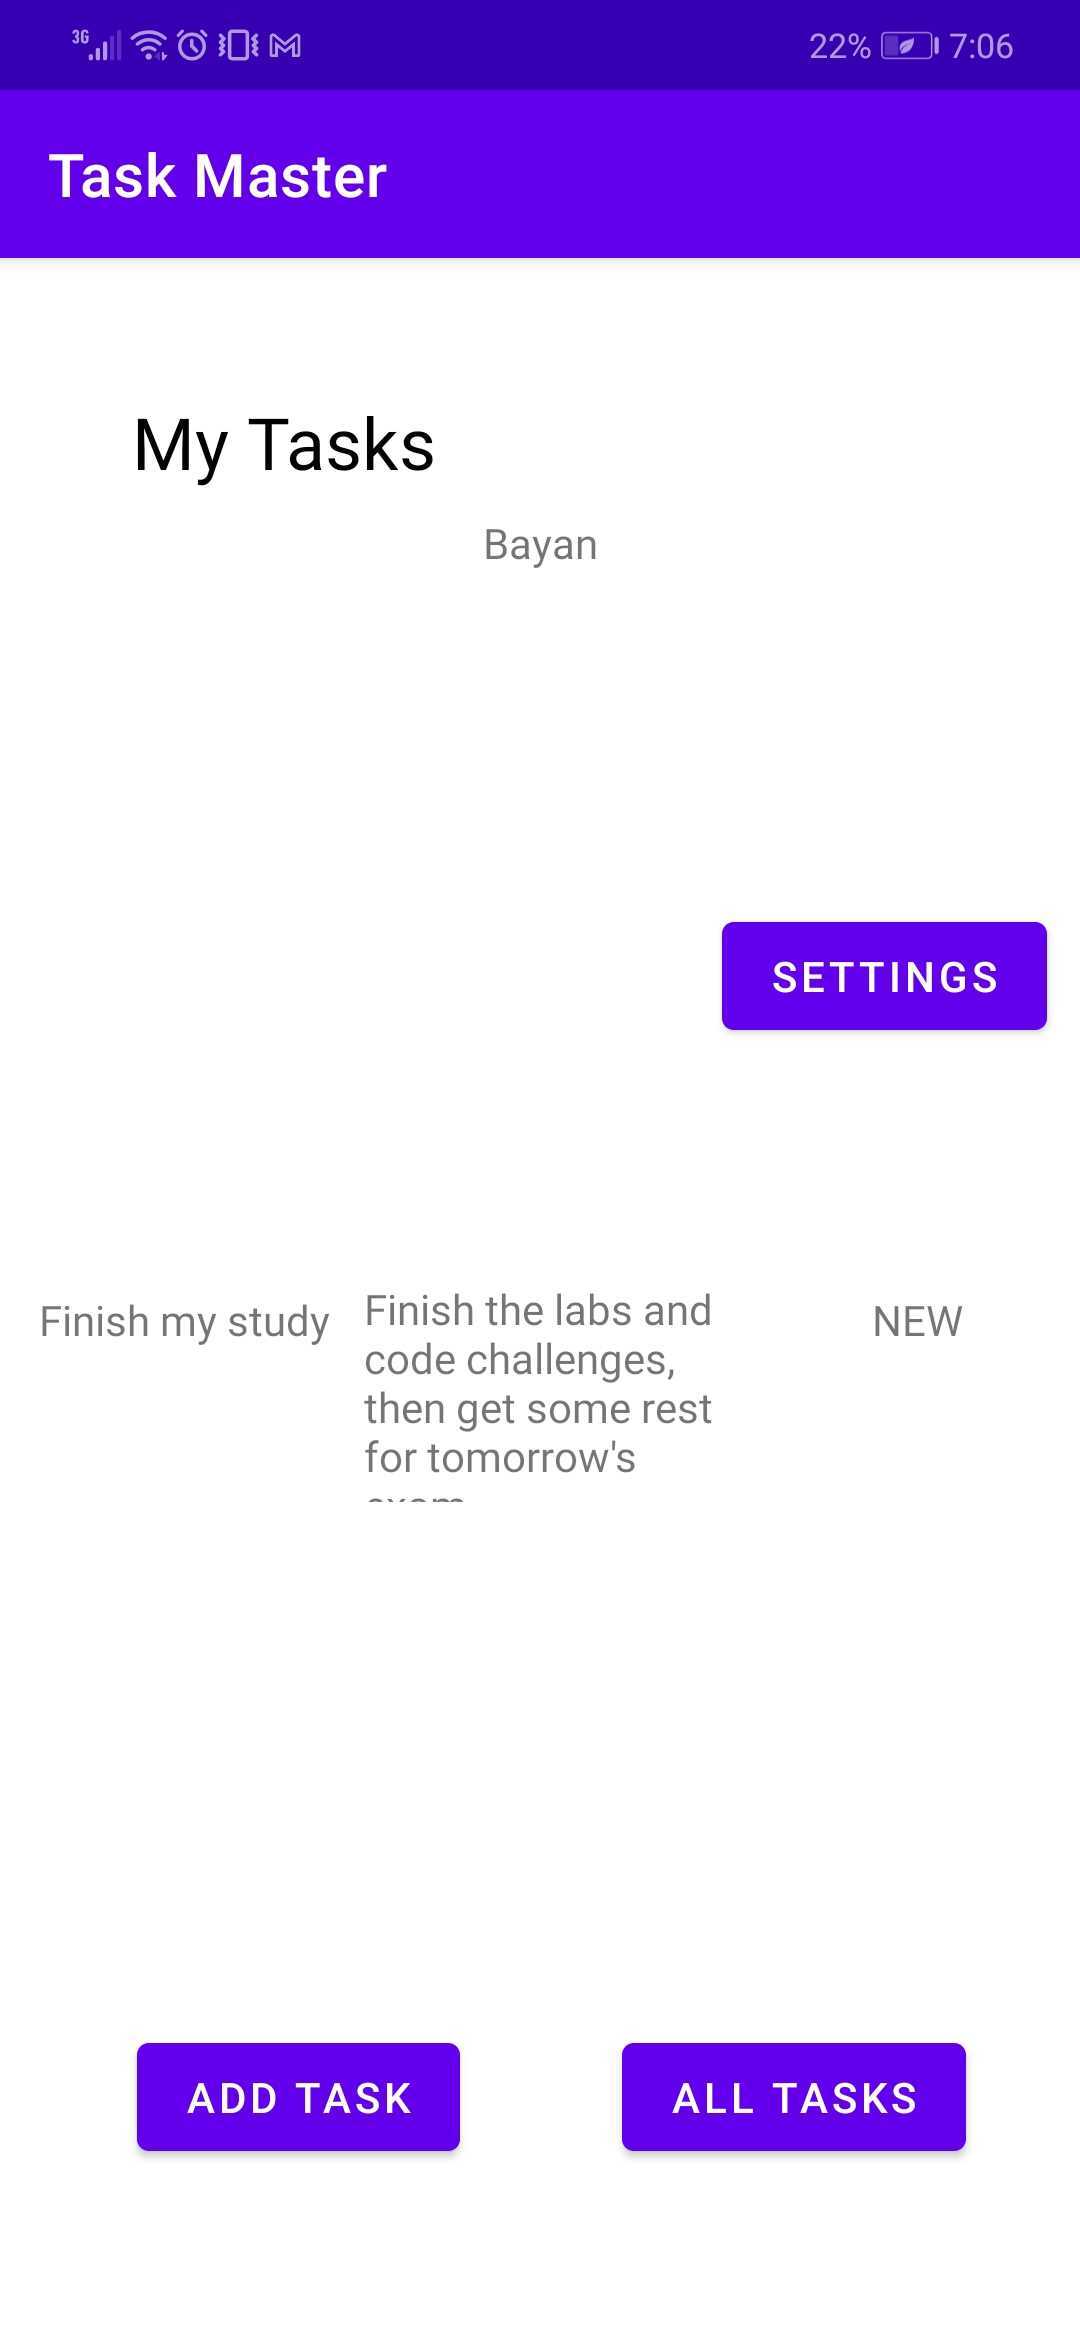 3G 22% 7:06
Task Master
My Tasks
Bayan
SETTINGS
Finish my study
Finish the labs and
code challenges,
then get some rest
for tomorrow's
NEW
ADD TASK
ALL TASKS